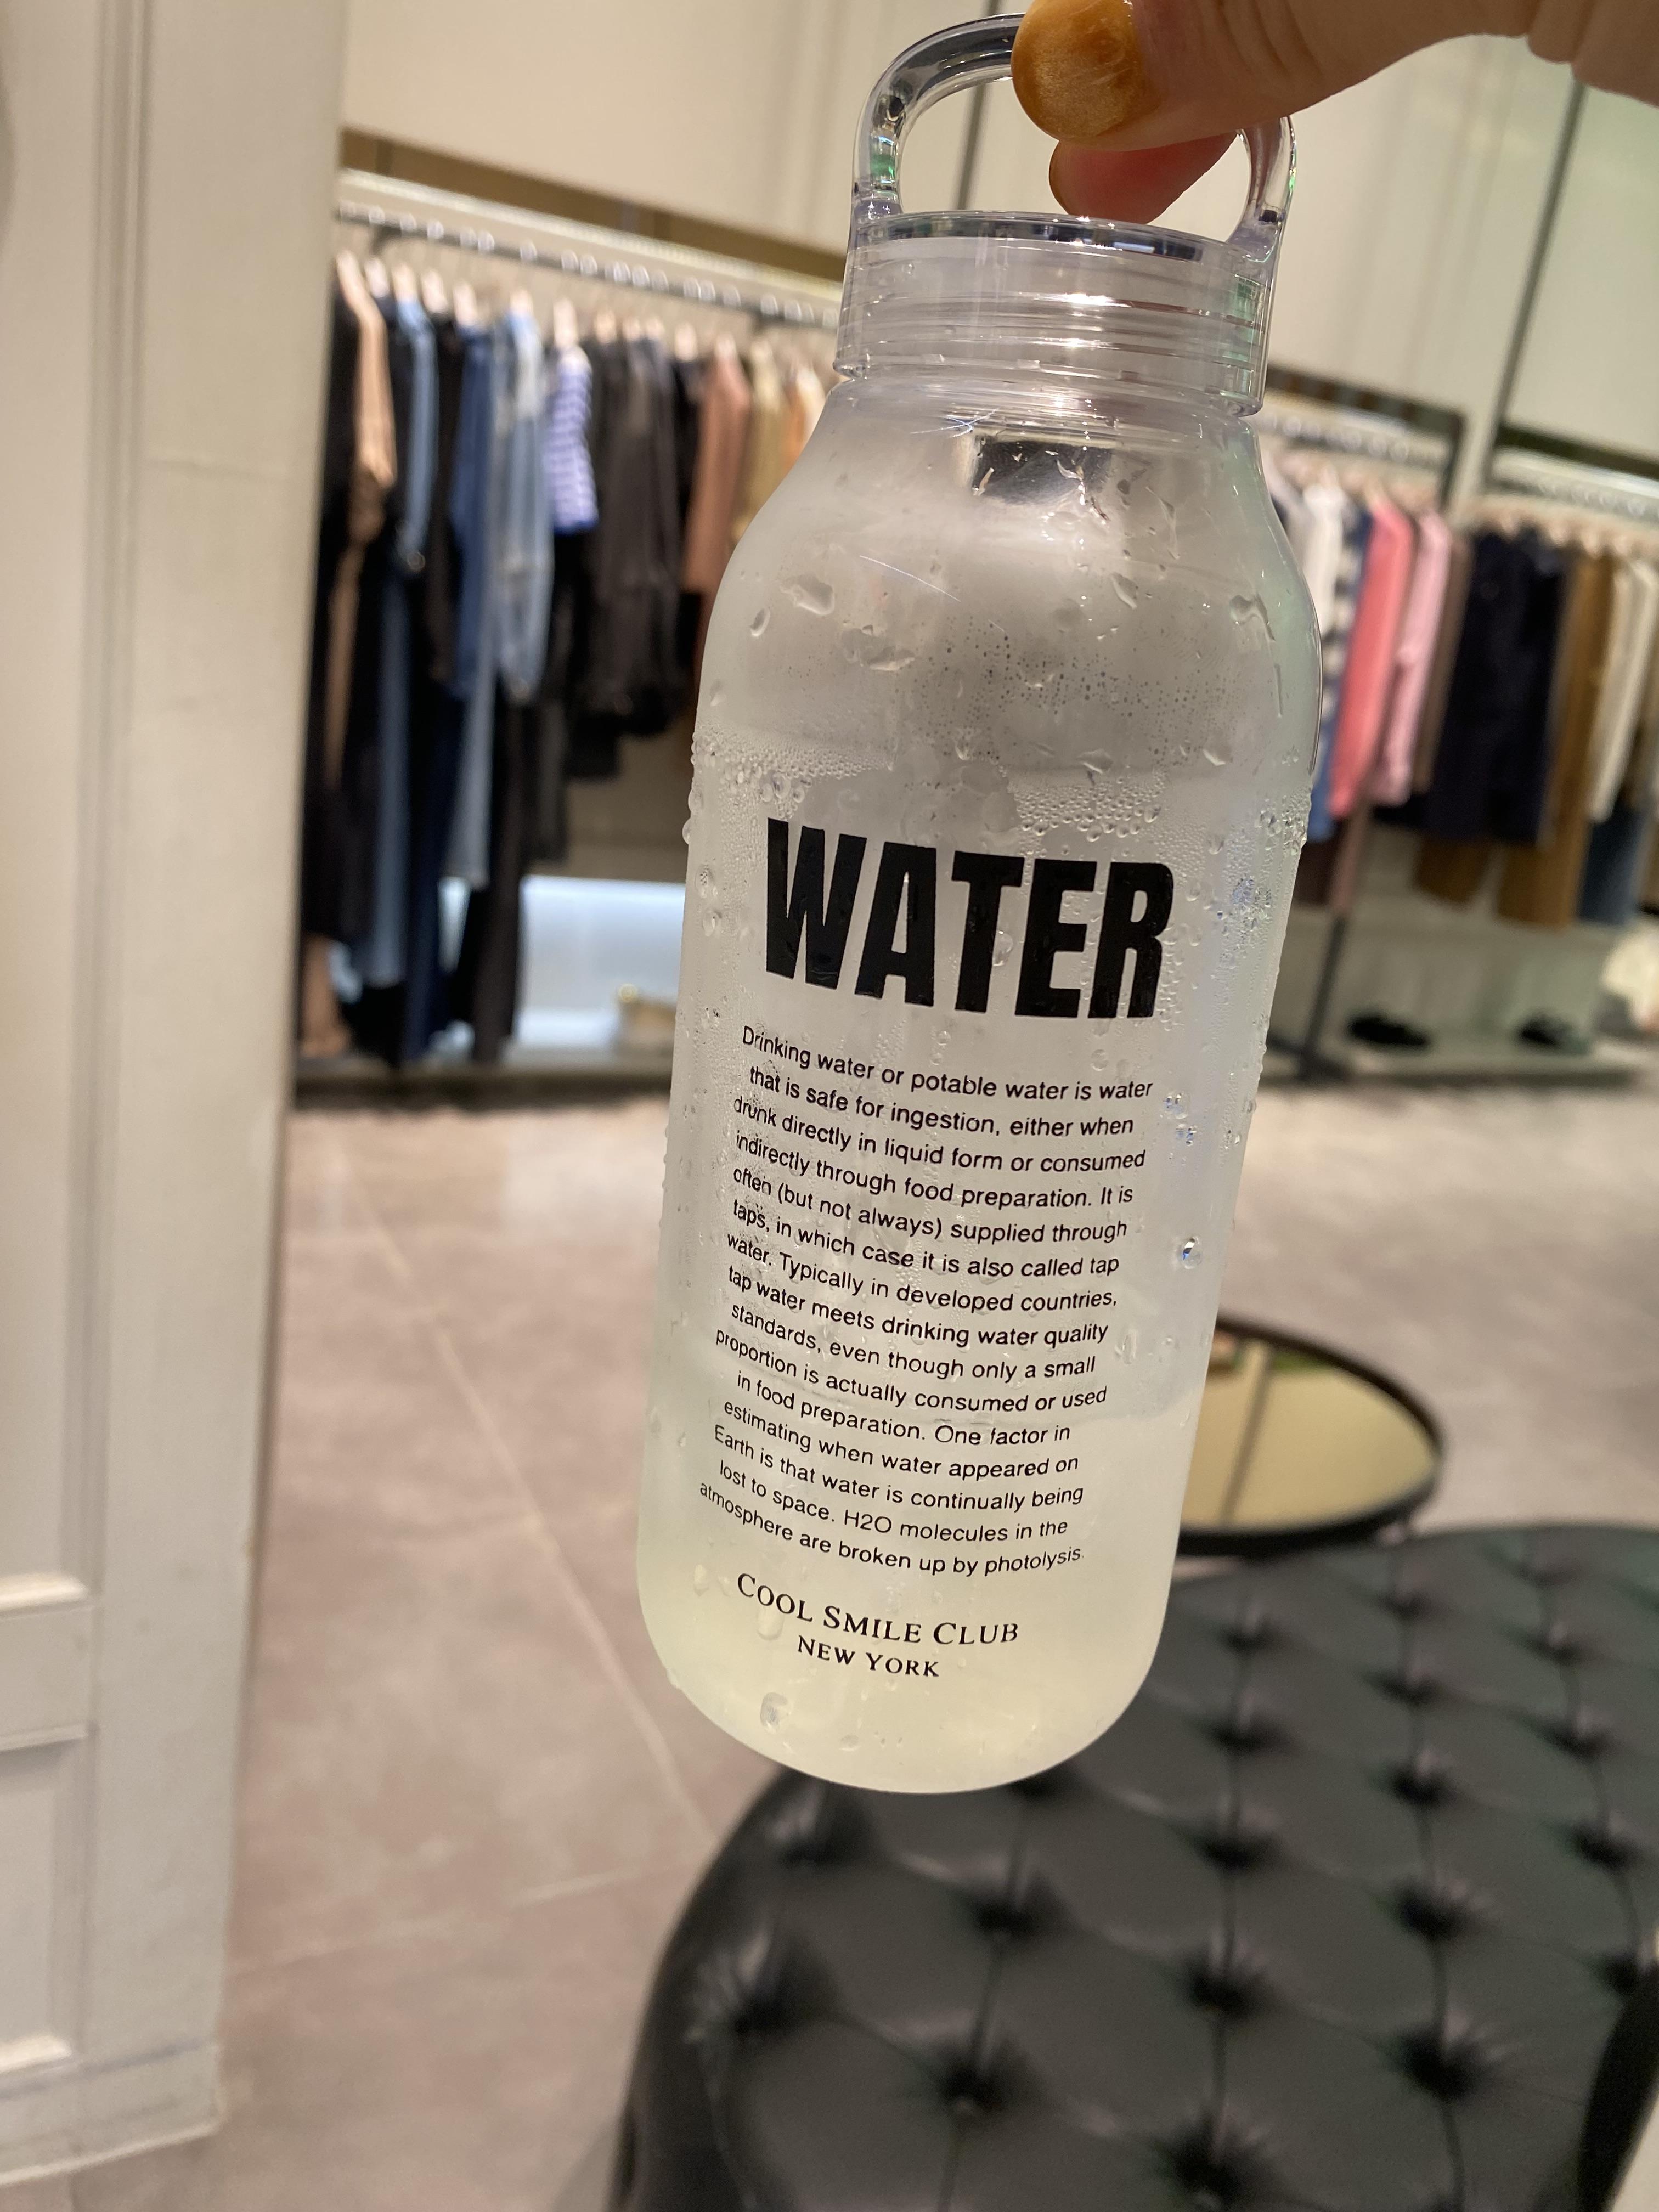 WATER
Drinking water or potable water is water
that is safe for ingestion, either when
drunk directly in liquid form or consumed
indirectly through food preparation. It is
often (but not always) supplied through
taps, in which case it is also called tap
water. Typically in developed countries,
tap water meets drinking water quality
standards, even though only a small
proportion is actually consumed or used
in food preparation. One factor in
estimating when water appeared on
Earth is that water is continually being
lost to space. H2O molecules in the
atmosphere are broken up by photolysis.
COOL SMILE CLUB
NEW YORK